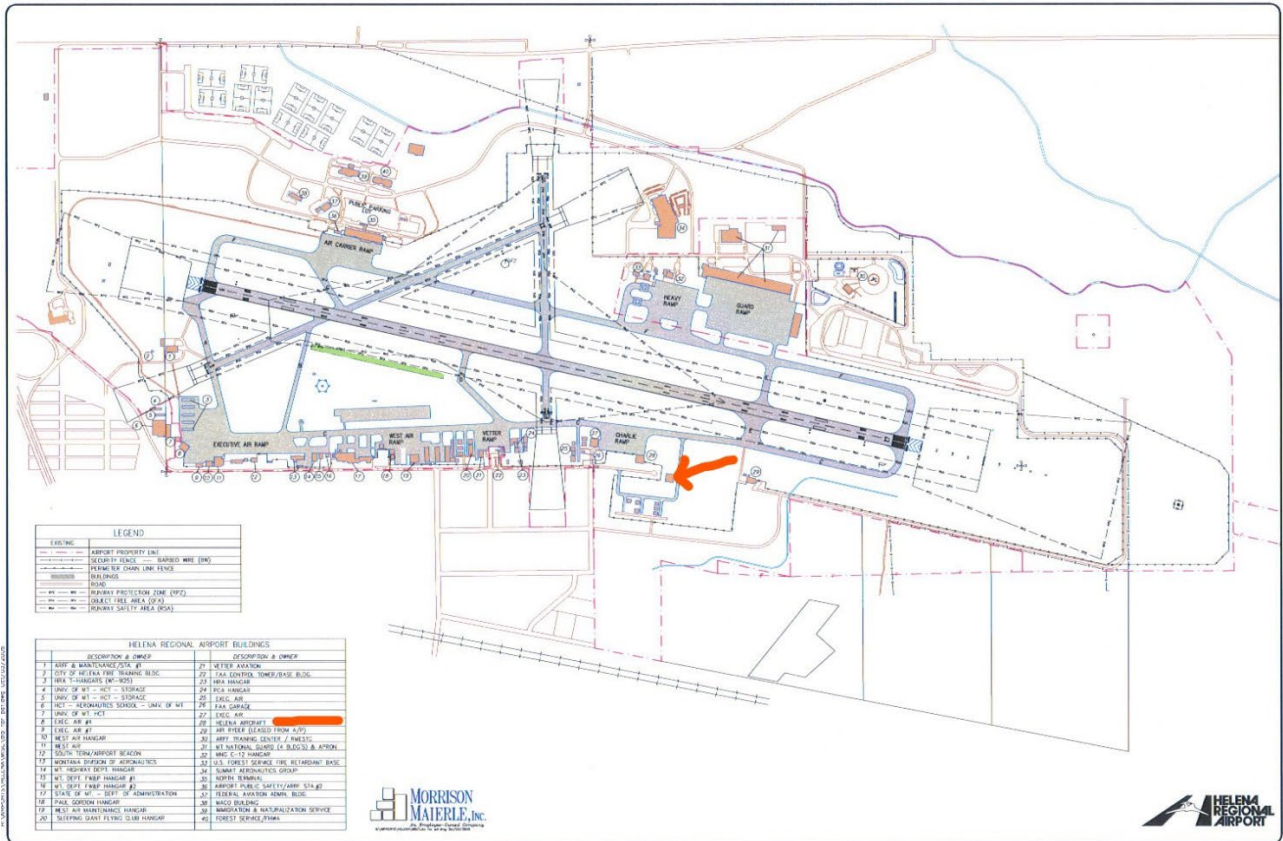 PUBLIC PARKING
LOT
AIR CARRIER RAMP
HEAVY
RAMP
GUARD
RAMP
EXECUTIVE AIR RAMP
WEST AIR
RAMP
VETTER
RAMP
CHARLIE
RAMP
LEGEND
EXISTING
AIRPORT PROPERTY LINE
SECURITY FENCE --- BARBED WIRE (BW)
PERIMETER CHAIN LINK FENCE
BUILDINGS
ROAD
RUNWAY PROTECTION ZONE (RPZ)
OBJECT FREE AREA (OFA)
RUNWAY SAFETY AREA (RSA)
HELENA REGIONAL AIRPORT BUILDINGS
DESCRIPTION & OWNER
1 ARFF & MAINTENANCE/STA. #1
2 CITY OF HELENA FIRE TRAINING BLDG.
3 HRA T-HANGARS
4 UNIV. OF MT - HCT - STORAGE
5 UNIV. OF MT - HCT - STORAGE
6 HCT - AERONAUTICS SCHOOL - UNIV. OF MT
7 UNIV. OF MT. HCT
8 EXEC. AIR #4
9 EXEC. AIR #7
10 WEST AIR HANGAR
11 WEST AIR
12 SOUTH TERM/AIRPORT BEACON
13 MONTANA DIVISION OF AERONAUTICS
14 MT. HIGHWAY DEPT. HANGAR
15 MT. DEPT. FW&P HANGAR #1
16 MT. DEPT. FW&P HANGAR #2
17 STATE OF MT. - DEPT OF ADMINISTRATION
18 PAUL GORDON HANGAR
19 WEST AIR MAINTENANCE HANGAR
20 SLEEPING GIANT FLYING CLUB HANGAR
DESCRIPTION & OWNER
21 VETTER AVIATION
22 FAA CONTROL TOWER/BASE BLDG.
23 HRA HANGAR
24 PCA HANGAR
25 EXEC. AIR
26 FAA GARAGE
27 EXEC. AIR
28 HELENA AIRCRAFT
29 AIR RYDER (LEASED FROM A/P)
30 ARFF TRAINING CENTER / RMESTC
31 MT NATIONAL GUARD (4 BLDG'S) & APRON
32 MNG C-12 HANGAR
33 U.S. FOREST SERVICE FIRE RETARDANT BASE
34 SUMMIT AERONAUTICS GROUP
35 NORTH TERMINAL
36 AIRPORT PUBLIC SAFETY/ARFF STA #2
37 FEDERAL AVIATION ADMIN. BLDG.
38 WACO BUILDING
39 IMMIGRATION & NATURALIZATION SERVICE
40 FOREST SERVICE/
MORRISON
MAIERLE, INC.
An Employee-Owned Company
HELENA
REGIONAL
AIRPORT